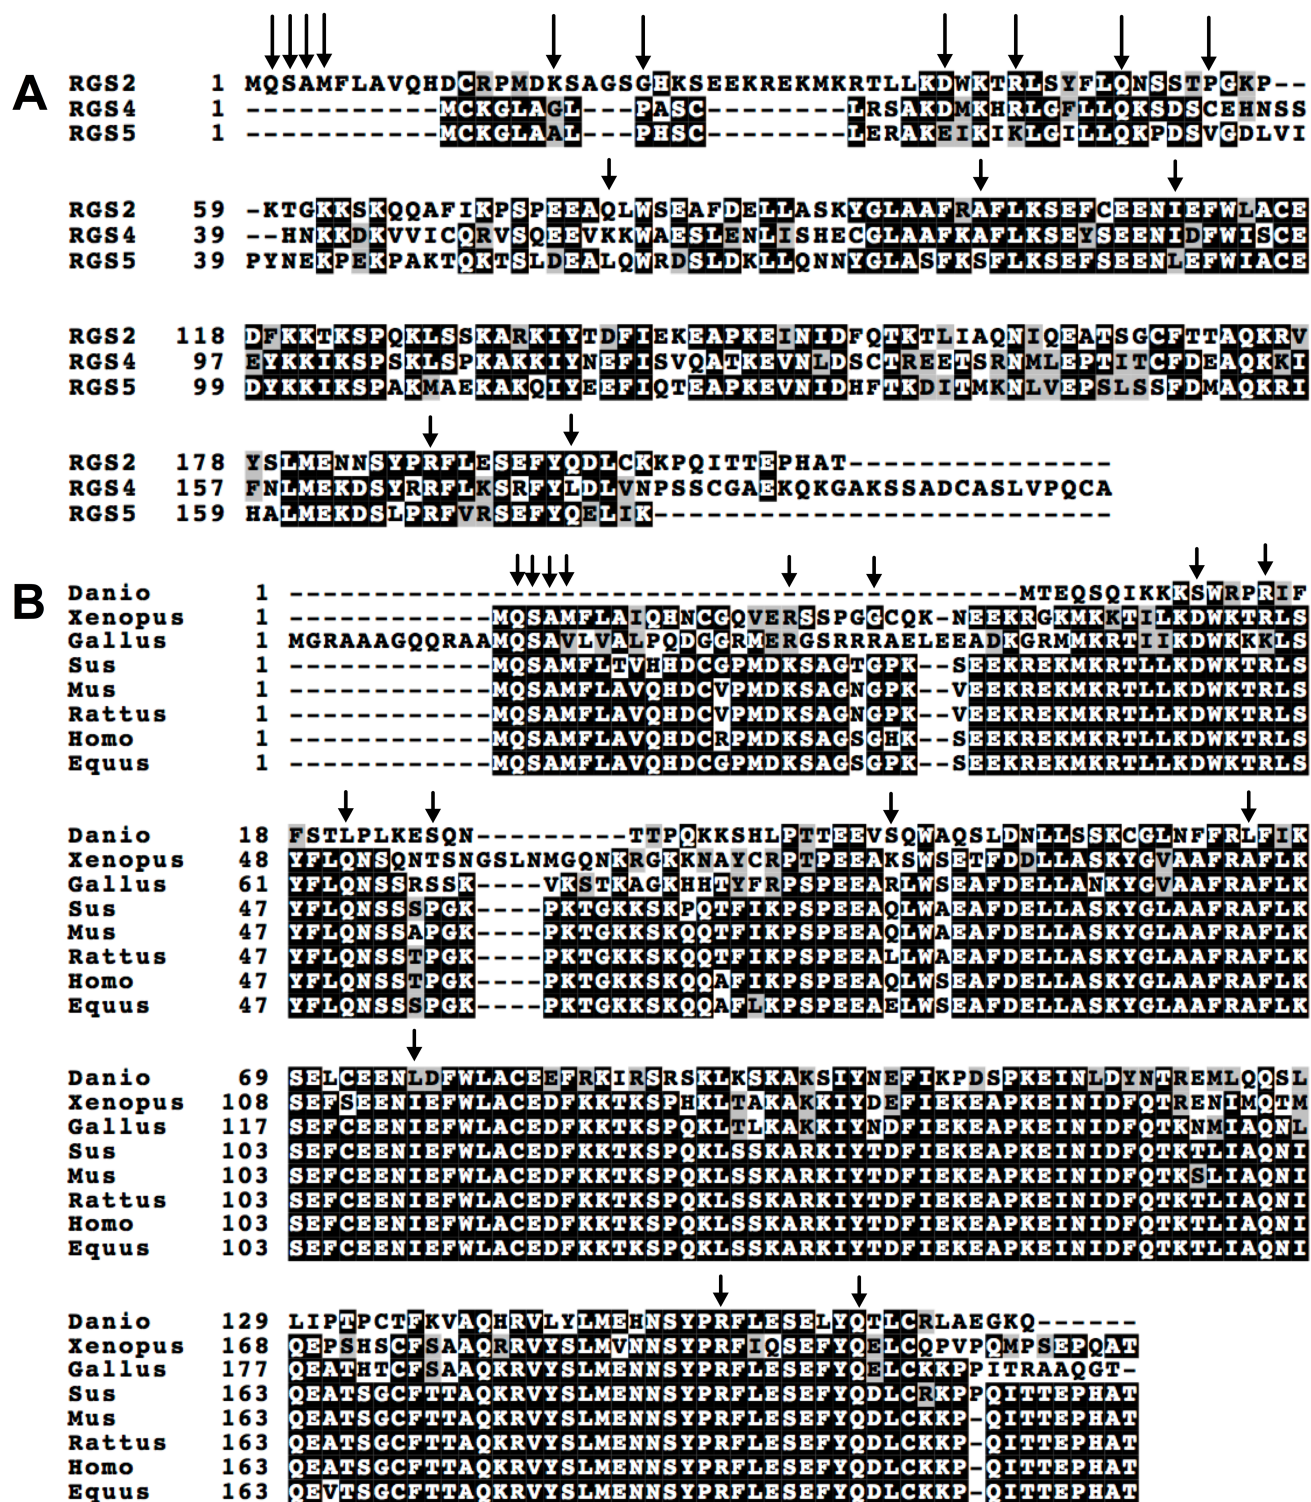 A
RGS2 1 MQSAMFLAVQHDCRPMDKSAGSGHKSEEKREKMKRTLLKDWKTRLSYFLQNSSTPGKP--
RGS4 1 -----------MCKGLAGL---PASC--------LRSAKDMKHRLGFLLQKSDSCEHNSS
RGS5 1 -----------MCKGLAAL---PHSC--------LERAKEIKIKLGILLQKPDSVGDLVI
RGS2 59 -KTGKKSKQQAFIKPSPEEAQLWSEAFDELLASKYGLAAFRAFLKSEFCEENIEFWLACE
RGS4 39 --HNKKDKVVICQRVSQEEVKKWAESLENLISHECGLAAFKAFLKSEYSEENIDFWISCE
RGS5 39 PYNEKPEKPAKTQKTSLDEALQWRDSLDKLLQNNYGLASFKSFLKSEFSEENLEFWIACE
RGS2 118 DFKKTKSPQKLSSKARKIYTDFIEKEAPKEINIDFQTKTLIAQNIQEATSGCFTTAQKRV
RGS4 97 EYKKIKSPSKLSPKAKKIYNEFISVQATKEVNLDSCTREETSRNMLEPTITCFDEAQKKI
RGS5 99 DYKKIKSPAKMAEKAKQIYEEFIQTEAPKEVNIDHFTKDITMKNLVEPSLSSFDMAQKRI
RGS2 178 YSLMENNSYPRFLESEFYQDLCKKPQITTEPHAT---------------
RGS4 157 FNLMEKDSYRRFLKSRFYLDLVNPSSCGAEKQKGAKSSADCASLVPQCA
RGS5 159 HALMEKDSLPRFVRSEFYQELIK--------------------------
B
Danio 1 -------------------------------------------MTEQSQIKKKSWRPRIF
Xenopus 1 ------------MQSAMFLAIQHNCGQVERSSPGGCQK-NEEKRGKMKKTILKDWKTRLS
Gallus 1 MGRAAAGQQRAAMQSAVLVALPQDGGRMERGSRRRAELEEADKGRMMKRTIIKDWKKKLS
Sus 1 ------------MQSAMFLTVHHDCGPMDKSAGTGPK--SEEKREKMKRTLLKDWKTRLS
Mus 1 ------------MQSAMFLAVQHDCVPMDKSAGNGPK--VEEKREKMKRTLLKDWKTRLS
Rattus 1 ------------MQSAMFLAVQHDCVPMDKSAGNGPK--VEEKREKMKRTLLKDWKTRLS
Homo 1 ------------MQSAMFLAVQHDCRPMDKSAGSGHK--SEEKREKMKRTLLKDWKTRLS
Equus 1 ------------MQSAMFLAVQHDCGPMDKSAGSGPK--SEEKREKMKRTLLKDWKTRLS
Danio 18 FSTLPLKESQN---------TTPQKKSHLPTTEEVSQWAQSLDNLLSSKCGLNFFRLFIK
Xenopus 48 YFLQNSQNTSNGSLNMGQNKRGKKNAYCRPTPEEAKSWSETFDDLLASKYGVAAFRAFLK
Gallus 61 YFLQNSSRSSK----VKSTKAGKHHTYFRPSPEEARLWSEAFDELLANKYGVAAFRAFLK
Sus 47 YFLQNSSSPGK----PKTGKKSKPQTFIKPSPEEAQLWAEAFDELLASKYGLAAFRAFLK
Mus 47 YFLQNSSAPGK----PKTGKKSKQQTFIKPSPEEAQLWAEAFDELLASKYGLAAFRAFLK
Rattus 47 YFLQNSSTPGK----PKTGKKSKQQTFIKPSPEEALLWAEAFDELLASKYGLAAFRAFLK
Homo 47 YFLQNSSTPGK----PKTGKKSKQQAFIKPSPEEAQLWSEAFDELLASKYGLAAFRAFLK
Equus 47 YFLQNSSSPGK----PKTGKKSKQQAFLKPSPEEAELWSEAFDELLASKYGLAAFRAFLK
Danio 69 SELCEENLDFWLACEEFRKIRSRSKLKSKAKSIYNEFIKPDSPKEINLDYNTREMLQQSL
Xenopus 108 SEFSEENIEFWLACEDFKKTKSPHKLTAKAKKIYDEFIEKEAPKEINIDFQTRENIMQTM
Gallus 117 SEFCEENIEFWLACEDFKKTKSPQKLTLKAKKIYNDFIEKEAPKEINIDFQTKNMIAQNL
Sus 103 SEFCEENIEFWLACEDFKKTKSPQKLSSKARKIYTDFIEKEAPKEINIDFQTKTLIAQNI
Mus 103 SEFCEENIEFWLACEDFKKTKSPQKLSSKARKIYTDFIEKEAPKEINIDFQTKSLIAQNI
Rattus 103 SEFCEENIEFWLACEDFKKTKSPQKLSSKARKIYTDFIEKEAPKEINIDFQTKTLIAQNI
Homo 103 SEFCEENIEFWLACEDFKKTKSPQKLSSKARKIYTDFIEKEAPKEINIDFQTKTLIAQNI
Equus 103 SEFCEENIEFWLACEDFKKTKSPQKLSSKARKIYTDFIEKEAPKEINIDFQTKTLIAQNI
Danio 129 LIPTPCTFKVAQHRVLYLMEHNSYPRFLESELYQTLCRLAEGKQ------
Xenopus 168 QEPSHSCFSAAQRRVYSLMVNNSYPRFIQSEFYQELCQPVPQMPSEPQAT
Gallus 177 QEATHTCFSAAQKRVYSLMENNSYPRFLESEFYQELCKKPPITRAAQGT-
Sus 163 QEATSGCFTTAQKRVYSLMENNSYPRFLESEFYQDLCRKPPQITTEPHAT
Mus 163 QEATSGCFTTAQKRVYSLMENNSYPRFLESEFYQDLCKKP-QITTEPHAT
Rattus 163 QEATSGCFTTAQKRVYSLMENNSYPRFLESEFYQDLCKKP-QITTEPHAT
Homo 163 QEATSGCFTTAQKRVYSLMENNSYPRFLESEFYQDLCKKP-QITTEPHAT
Equus 163 QEVTSGCFTTAQKRVYSLMENNSYPRFLESEFYQDLCKKP-QITTEPHAT